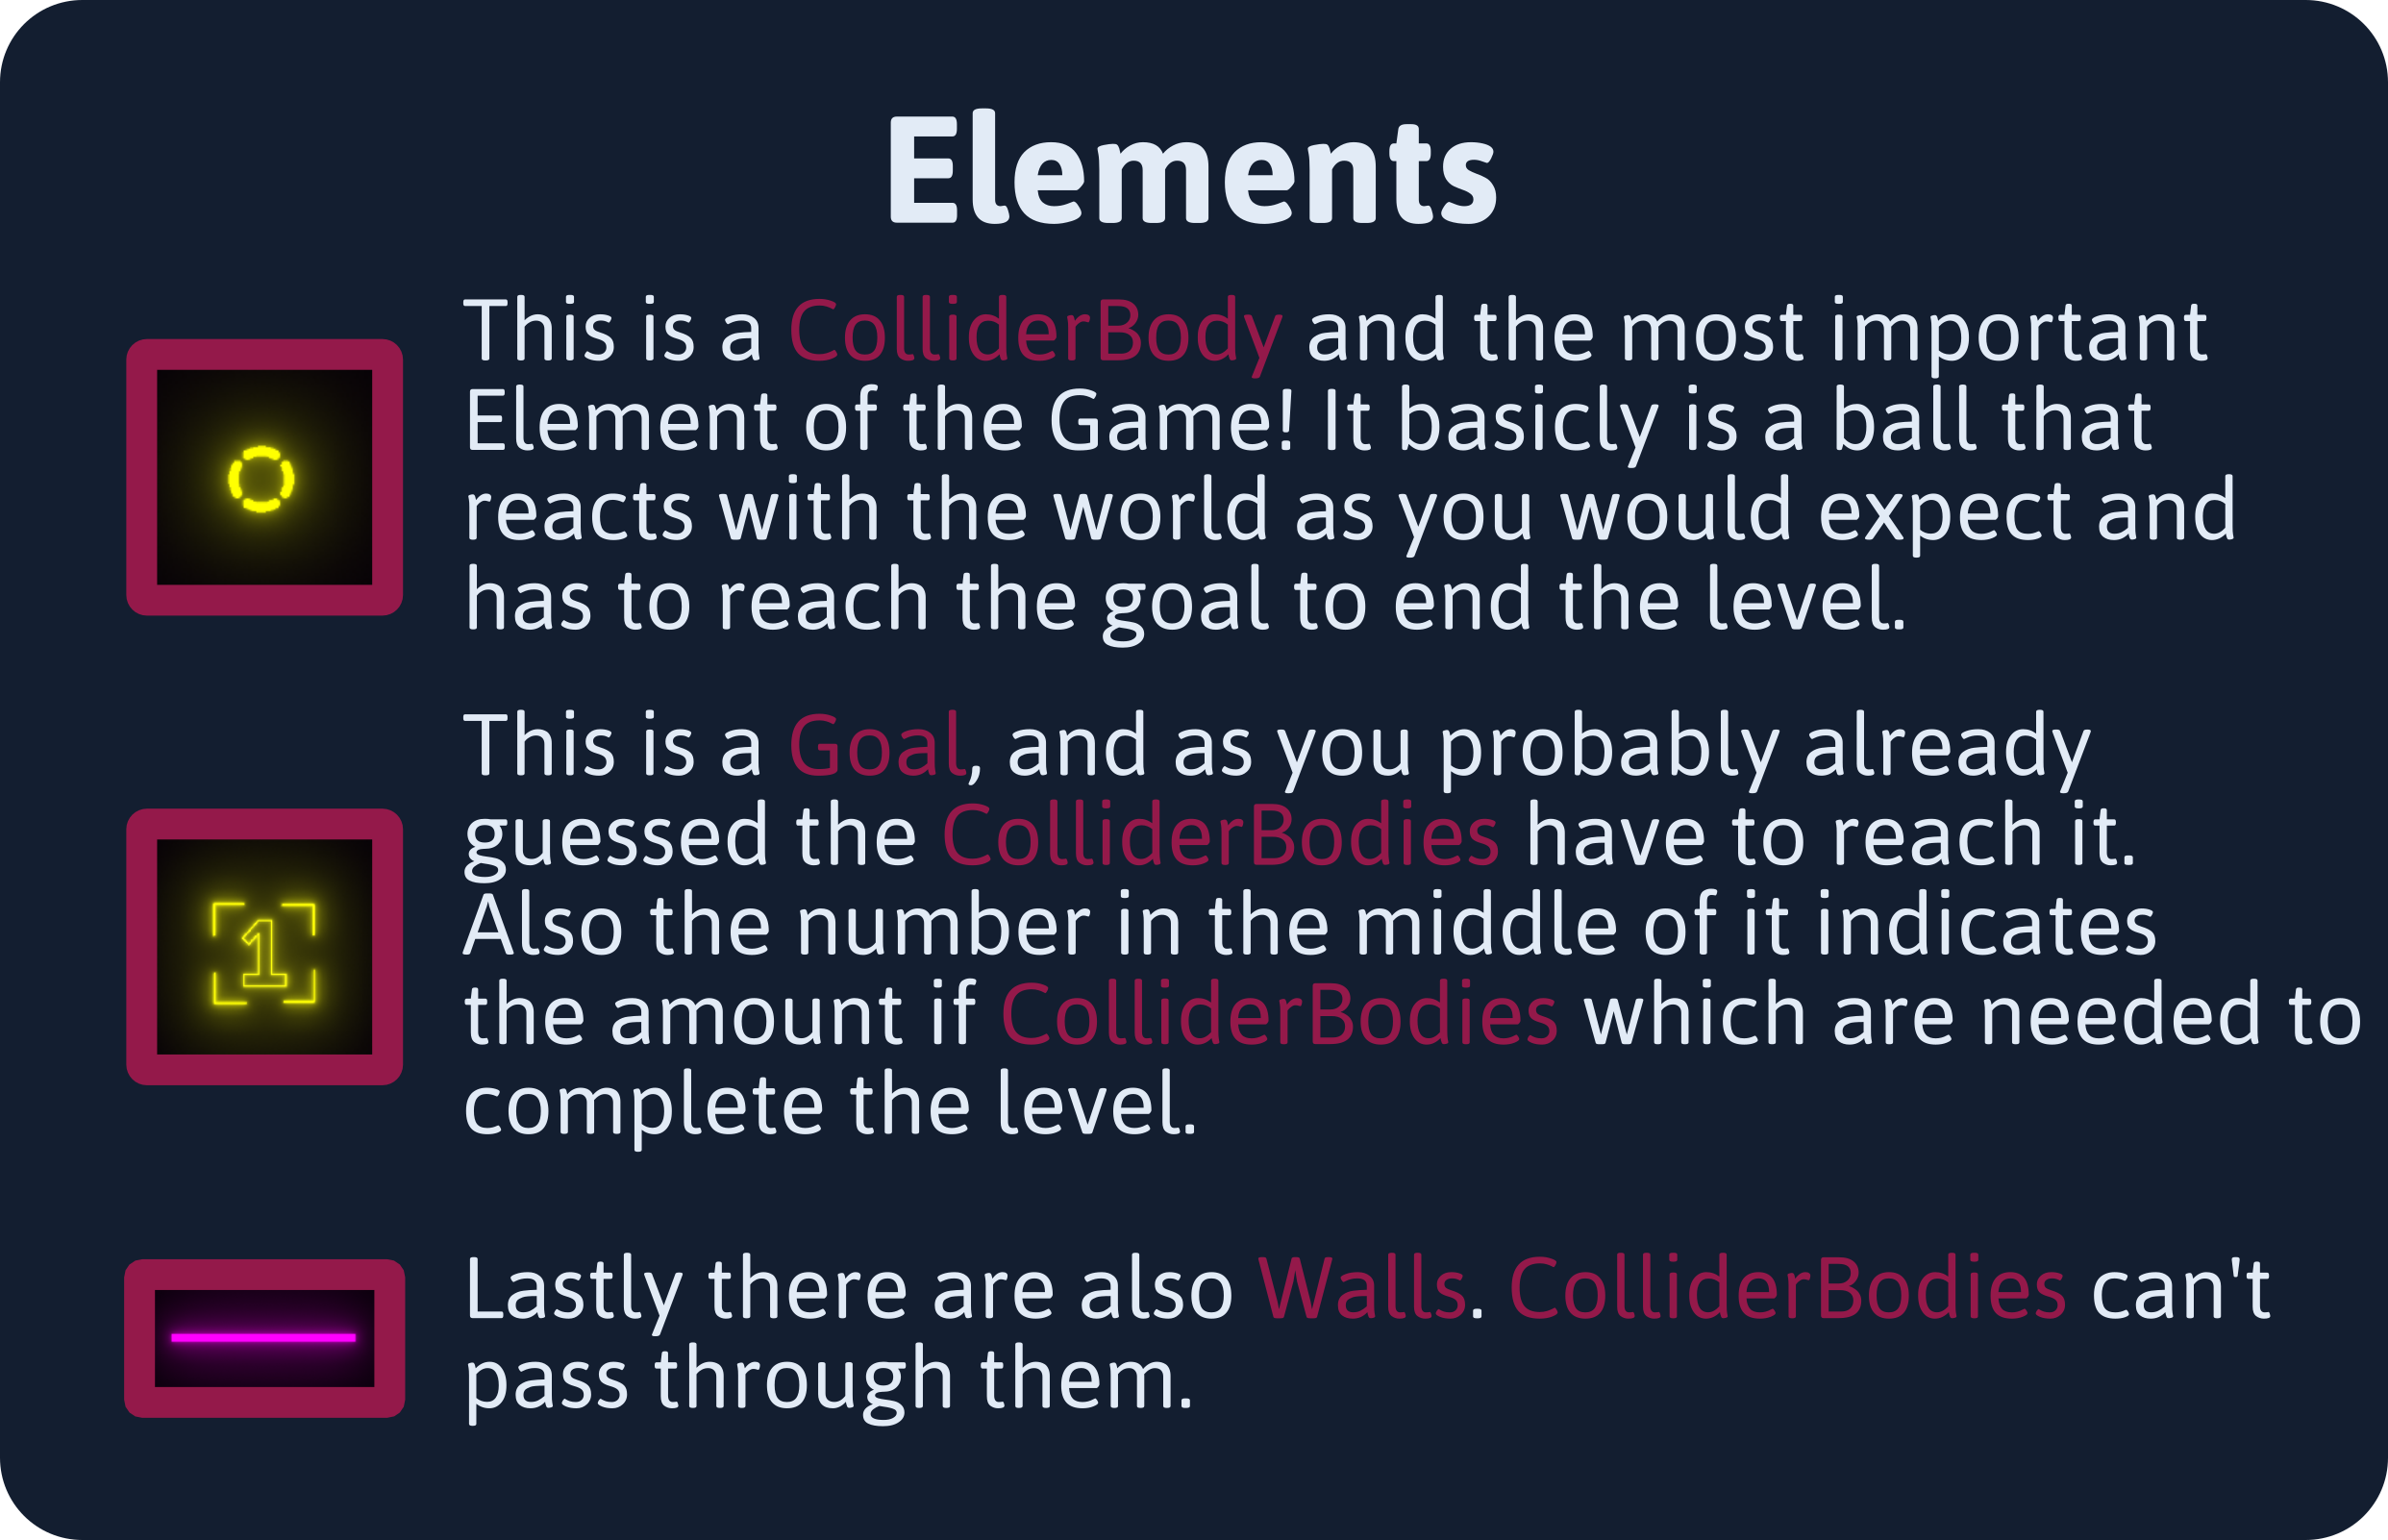 Elements
This is a ColliderBody and the most important
Element of the Game! It basicly is a ball that
reacts with the world as you would expect and
has to reach the goal to end the level.
1
This is a Goal, and as you probably already
guessed the ColliderBodies have to reach it.
Also the number in the middle of it indicates
the amount if ColliderBodies which are needed to
complete the level.
Lastly there are also Walls. ColliderBodies can't
pass through them.